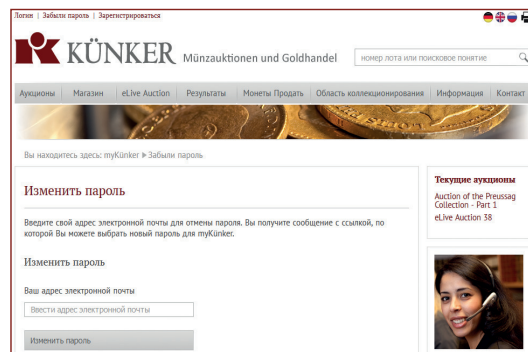 Логин | Забыли пароль | Зарегистрироваться
KÜNKER Münzauktionen und Goldhandel
номер лота или поисковое понятие
Аукционы Магазин eLive Auction Результаты Монеты Продать Область коллекционирования Информация Контакт
Вы находитесь здесь: myKünker ▶ Забыли пароль
Изменить пароль
Введите свой адрес электронной почты для отмены пароля. Вы получите сообщение с ссылкой, по
которой Вы можете выбрать новый пароль для myKünker.
Изменить пароль
Ваш адрес электронной почты
Ввести адрес электронной почты
Изменить пароль
Текущие аукционы
Auction of the Preussag
Collection - Part 1
eLive Auction 38